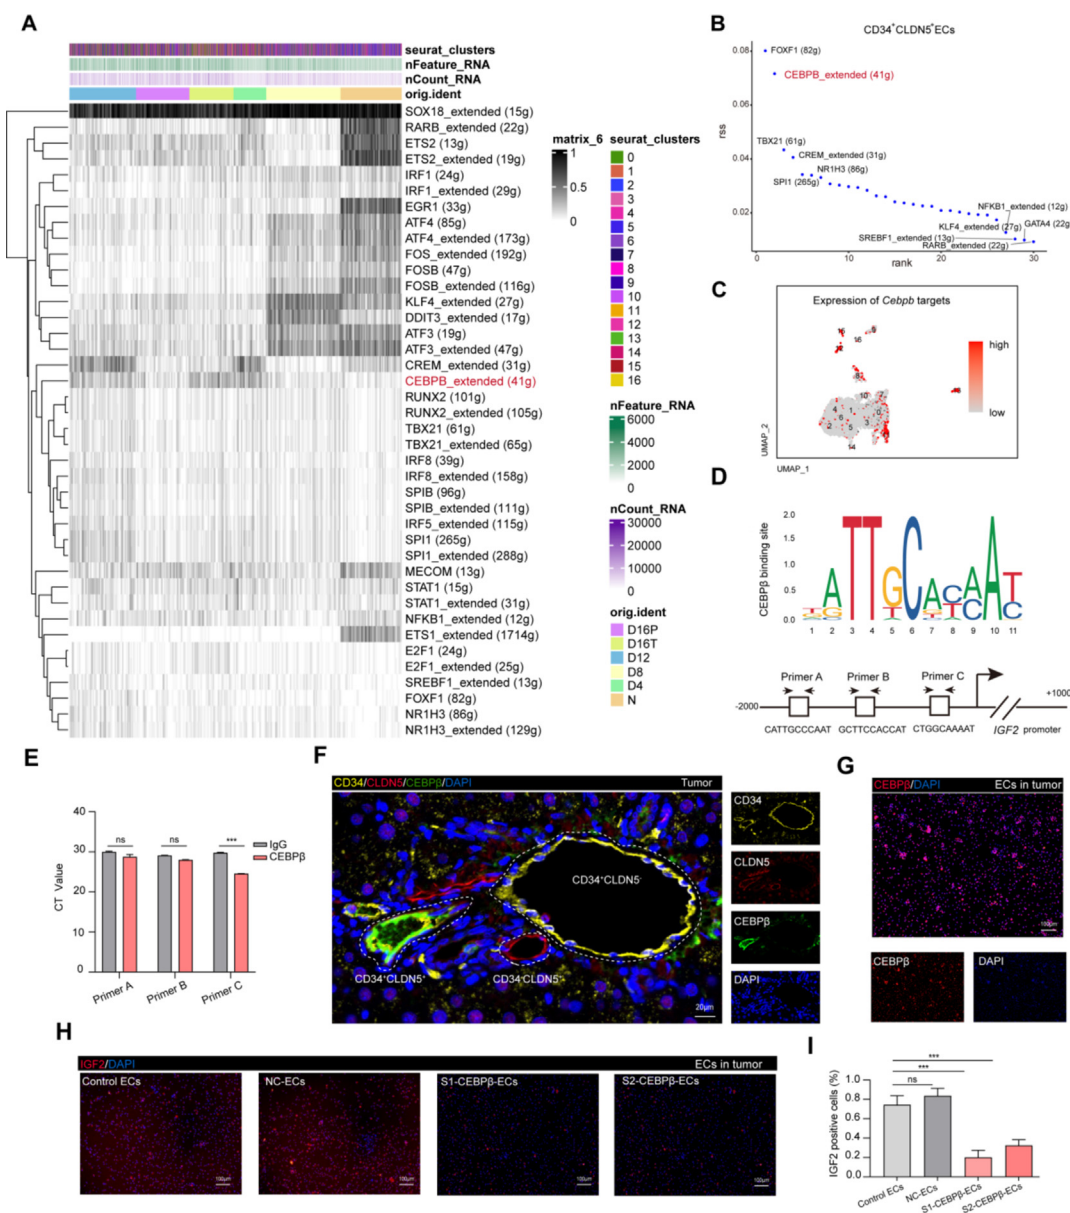 A
seurat_clusters
nFeature_RNA
nCount_RNA
orig.ident
SOX18_extended (15g)
RARB_extended (22g)
ETS2 (13g)
ETS2_extended (19g)
IRF1 (24g)
IRF1_extended (29g)
EGR1 (33g)
ATF4 (85g)
ATF4_extended (173g)
FOS_extended (192g)
FOSB (47g)
FOSB_extended (116g)
KLF4_extended (27g)
DDIT3_extended (17g)
ATF3 (19g)
ATF3_extended (47g)
CREM_extended (31g)
CEBPB_extended (41g)
RUNX2 (101g)
RUNX2_extended (105g)
TBX21 (61g)
TBX21_extended (65g)
IRF8 (39g)
IRF8_extended (158g)
SPIB (96g)
SPIB_extended (111g)
IRF5_extended (115g)
SPI1 (265g)
SPI1_extended (288g)
MECOM (13g)
STAT1 (15g)
STAT1_extended (31g)
NFKB1_extended (12g)
ETS1_extended (1714g)
E2F1 (24g)
E2F1_extended (25g)
SREBF1_extended (13g)
FOXF1 (82g)
NR1H3 (86g)
NR1H3_extended (129g)
matrix_6
1
0.5
0
seurat_clusters
0
1
2
3
4
5
6
7
8
9
10
11
12
13
14
15
16
nFeature_RNA
6000
4000
2000
0
nCount_RNA
30000
20000
10000
0
orig.ident
D16P
D16T
D12
D8
D4
N
B
CD34⁺CLDN5⁺ECs
rss
0.08
0.06
0.04
0.02
FOXF1 (82g)
CEBPB_extended (41g)
TBX21 (61g)
CREM_extended (31g)
NR1H3 (86g)
SPI1 (265g)
NFKB1_extended (12g)
KLF4_extended (27g)
GATA4 (22g)
SREBF1_extended (13g)
RARB_extended (22g)
0 10 20 30
rank
C
Expression of Cebpb targets
high
low
16
10
4 1
6
2 5 3
0
14
UMAP_2
UMAP_1
D
CEBPβ binding site
2.0
1.5
1.0
0.5
0.0
1 2 3 4 5 6 7 8 9 10 11
Primer A Primer B Primer C
-2000
+1000
CATTGCCCAAT GCTTCCACCAT CTGGCAAAAT
IGF2 promoter
E
CT Value
40
30
20
10
0
ns ns ***
IgG
CEBPβ
Primer A Primer B Primer C
F
CD34/CLDN5/CEBPβ/DAPI Tumor
CD34⁺CLDN5⁻
CD34⁺CLDN5⁺
CD34⁻CLDN5⁺
20μm
CD34
CLDN5
CEBPβ
DAPI
G
CEBPβ/DAPI ECs in tumor
100μm
CEBPβ DAPI
H
IGF2/DAPI ECs in tumor
Control ECs NC-ECs S1-CEBPβ-ECs S2-CEBPβ-ECs
100μm 100μm 100μm 100μm
I
IGF2 positive cells (%)
1.0
0.8
0.6
0.4
0.2
0.0
***
***
ns
Control ECs NC-ECs S1-CEBPβ-ECs S2-CEBPβ-ECs